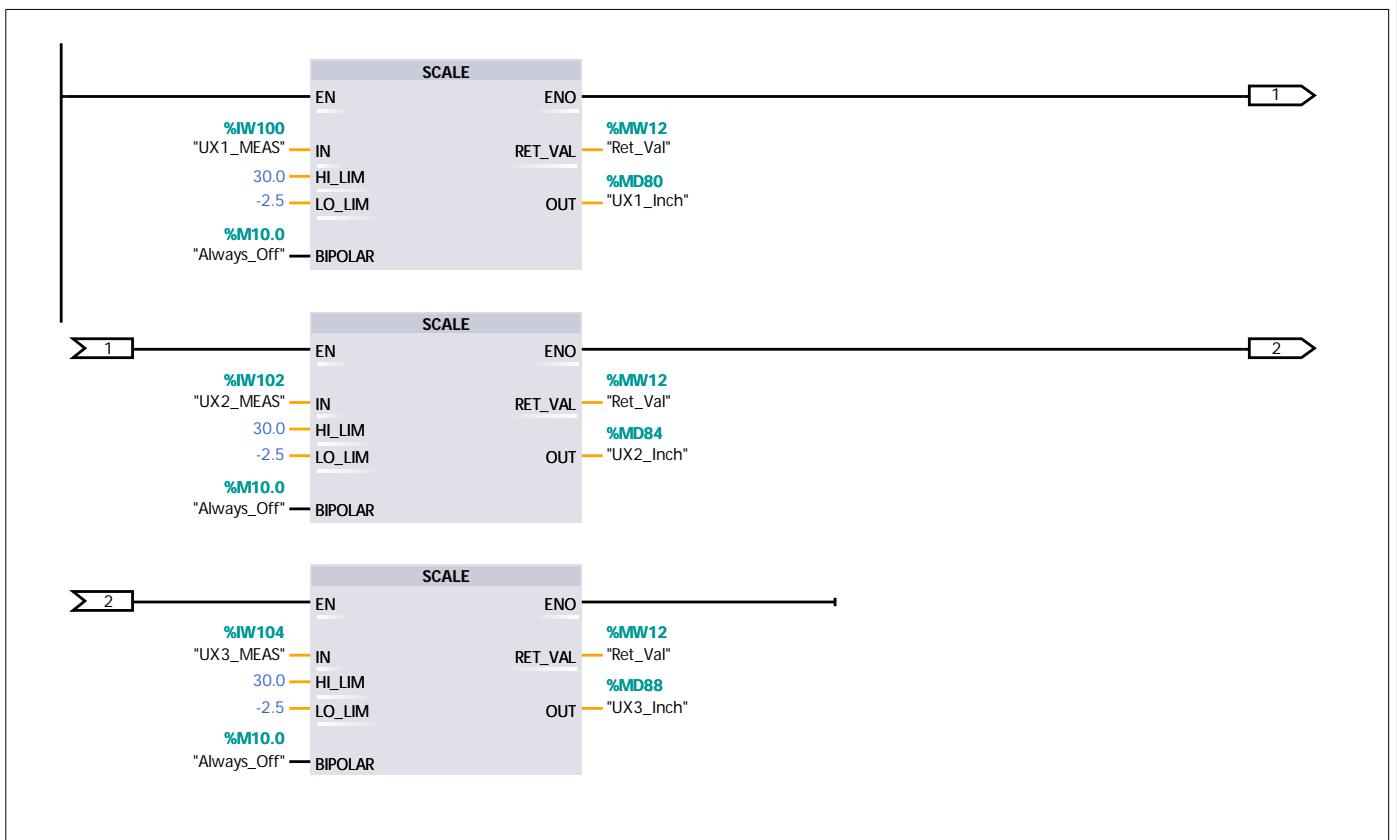 SCALE
EN ENO
1
%IW100 %MW12
"UX1_MEAS" IN RET_VAL "Ret_Val"
30.0 HI_LIM %MD80
-2.5 LO_LIM OUT "UX1_Inch"
%M10.0
"Always_Off" BIPOLAR
SCALE
1 EN ENO 2
%IW102 %MW12
"UX2_MEAS" IN RET_VAL "Ret_Val"
30.0 HI_LIM %MD84
-2.5 LO_LIM OUT "UX2_Inch"
%M10.0
"Always_Off" BIPOLAR
SCALE
2 EN ENO
%IW104 %MW12
"UX3_MEAS" IN RET_VAL "Ret_Val"
30.0 HI_LIM %MD88
-2.5 LO_LIM OUT "UX3_Inch"
%M10.0
"Always_Off" BIPOLAR